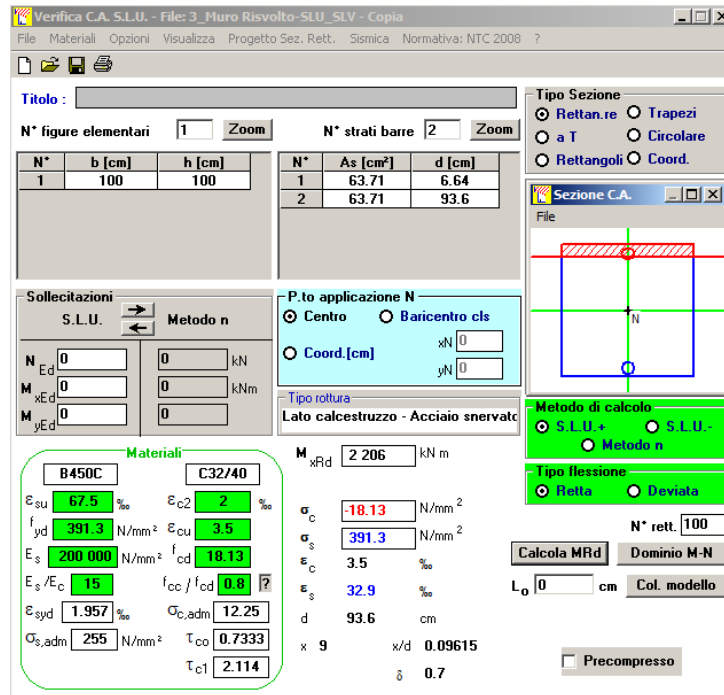 Verifica C.A. S.L.U. - File: 3_Muro Risvolto-SLU_SLV - Copia
File Materiali Opzioni Visualizza Progetto Sez. Rett. Sismica Normativa: NTC 2008 ?
Titolo :
N° figure elementari 1 Zoom
N° strati barre 2 Zoom
N° b [cm] h [cm]
1 100 100
N° As [cm²] d [cm]
1 63.71 6.64
2 63.71 93.6
Tipo Sezione
Rettan.re Trapezi
a T Circolare
Rettangoli Coord.
Sezione C.A.
File
N
Sollecitazioni
S.L.U. Metodo n
N Ed 0 0 kN
M xEd 0 0 kNm
M yEd 0 0
P.to applicazione N
Centro Baricentro cls
Coord.[cm] xN 0
yN 0
Tipo rottura
Lato calcestruzzo - Acciaio snervato
Metodo di calcolo
S.L.U.+ S.L.U.-
Metodo n
Tipo flessione
Retta Deviata
Materiali
B450C C32/40
εsu 67.5 ‰ εc2 2 ‰
fyd 391.3 N/mm² εcu 3.5
Es 200 000 N/mm² fcd 18.13
Es/Ec 15 fcc / fcd 0.8 ?
εsyd 1.957 ‰ σc,adm 12.25
σs,adm 255 N/mm² τco 0.7333
τc1 2.114
M xRd 2 206 kN m
σc -18.13 N/mm²
σs 391.3 N/mm²
εc 3.5 ‰
εs 32.9 ‰
d 93.6 cm
x 9 x/d 0.09615
δ 0.7
N° rett. 100
Calcola MRd Dominio M-N
Lo 0 cm Col. modello
Precompresso